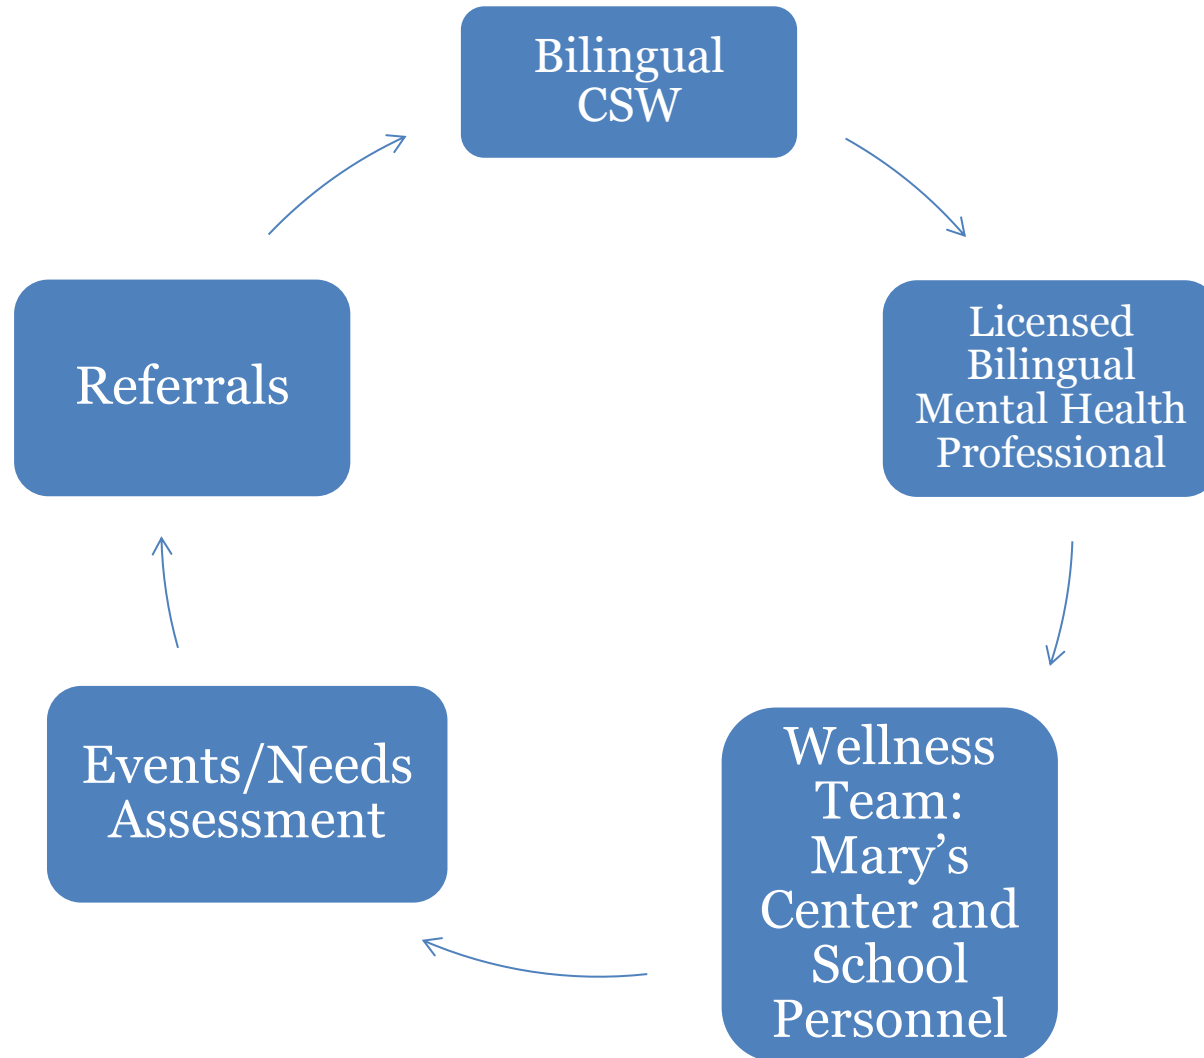 Bilingual
CSW
Licensed
Bilingual
Mental Health
Professional
Wellness
Team:
Mary’s
Center and
School
Personnel
Events/Needs
Assessment
Referrals